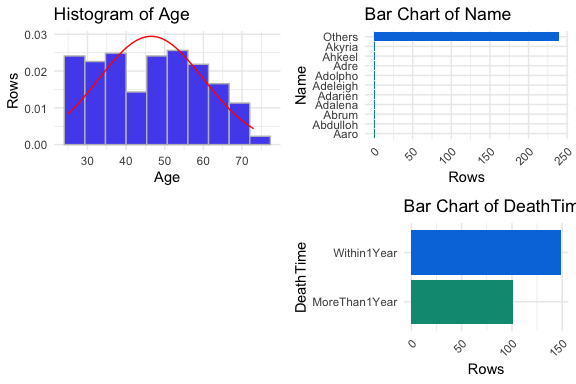 Histogram of Age
Rows
0.03
0.02
0.01
0.00
30 40 50 60 70
Age
Bar Chart of Name
Name
Others
Akyria
Ahkeel
Adre
Adolpho
Adeleigh
Adarien
Adalena
Abrum
Abdulloh
Aaro
0 50 100 150 200 250
Rows
Bar Chart of DeathTim
DeathTime
Within1Year
MoreThan1Year
0 50 100 150
Rows